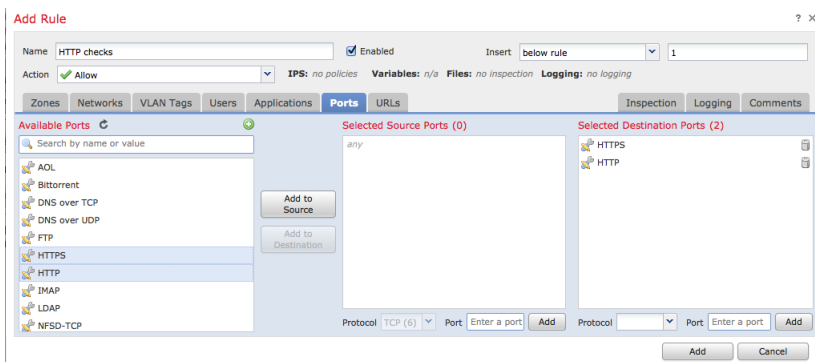 Add Rule ? ×
Name HTTP checks Enabled Insert below rule 1
Action Allow IPS: no policies Variables: n/a Files: no inspection Logging: no logging
Zones Networks VLAN Tags Users Applications Ports URLs Inspection Logging Comments
Available Ports
Search by name or value
AOL
Bittorrent
DNS over TCP
DNS over UDP
FTP
HTTPS
HTTP
IMAP
LDAP
NFSD-TCP
Add to Source
Add to Destination
Selected Source Ports (0)
any
Protocol TCP (6) Port Enter a port Add
Selected Destination Ports (2)
HTTPS
HTTP
Protocol Port Enter a port Add
Add Cancel